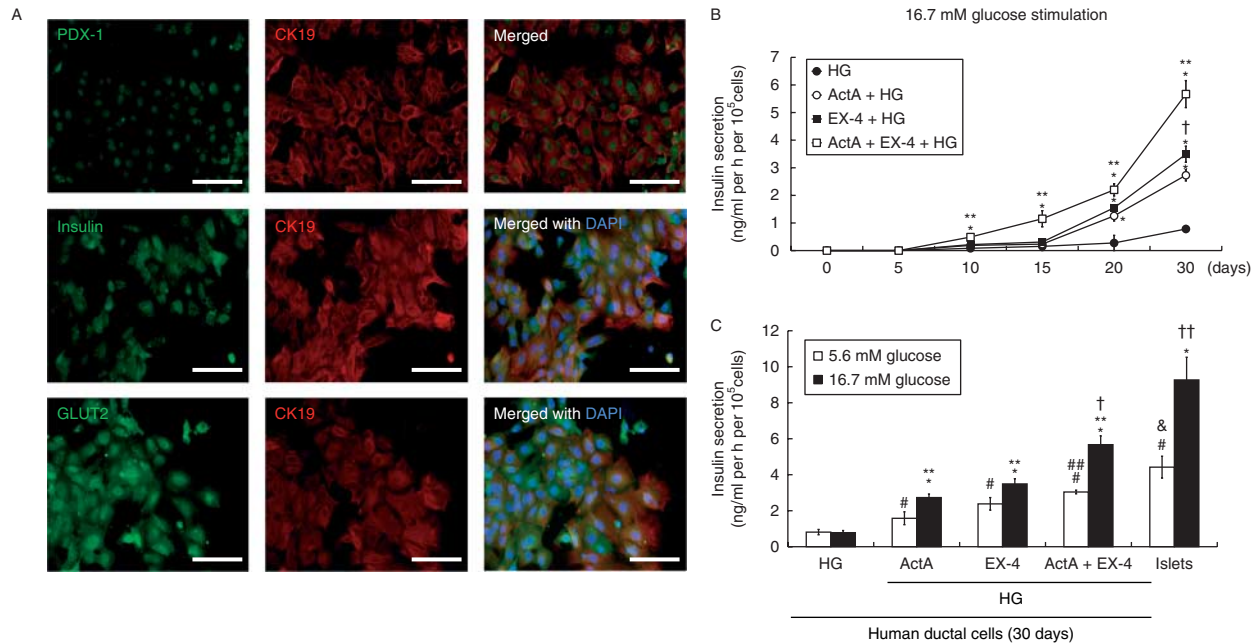 A
PDX-1
CK19
Merged
Insulin
CK19
Merged with DAPI
GLUT2
CK19
Merged with DAPI
B
16.7 mM glucose stimulation
Insulin secretion
(ng/ml per h per 10⁵cells)
7
6
5
4
3
2
1
0
HG
ActA + HG
EX-4 + HG
ActA + EX-4 + HG
**
*
**
*
**
*
*
*
**
*
†
*
0 5 10 15 20 30 (days)
C
Insulin secretion
(ng/ml per h per 10⁵cells)
12
10
8
6
4
2
0
5.6 mM glucose
16.7 mM glucose
#
**
*
#
**
*
##
#
†
**
*
&
#
††
*
HG ActA EX-4 ActA + EX-4 Islets
HG
Human ductal cells (30 days)